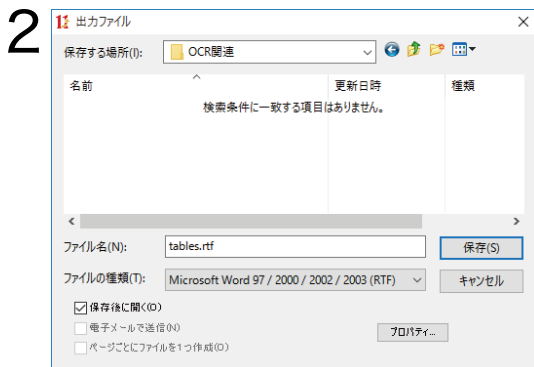 2
出力ファイル
保存する場所(I): OCR関連
名前 更新日時 種類
検索条件に一致する項目はありません。
ファイル名(N): tables.rtf 保存(S)
ファイルの種類(T): Microsoft Word 97 / 2000 / 2002 / 2003 (RTF) キャンセル
保存後に開く(O)
電子メールで送信(N) プロパティ...
ページごとにファイルを1つ作成(O)